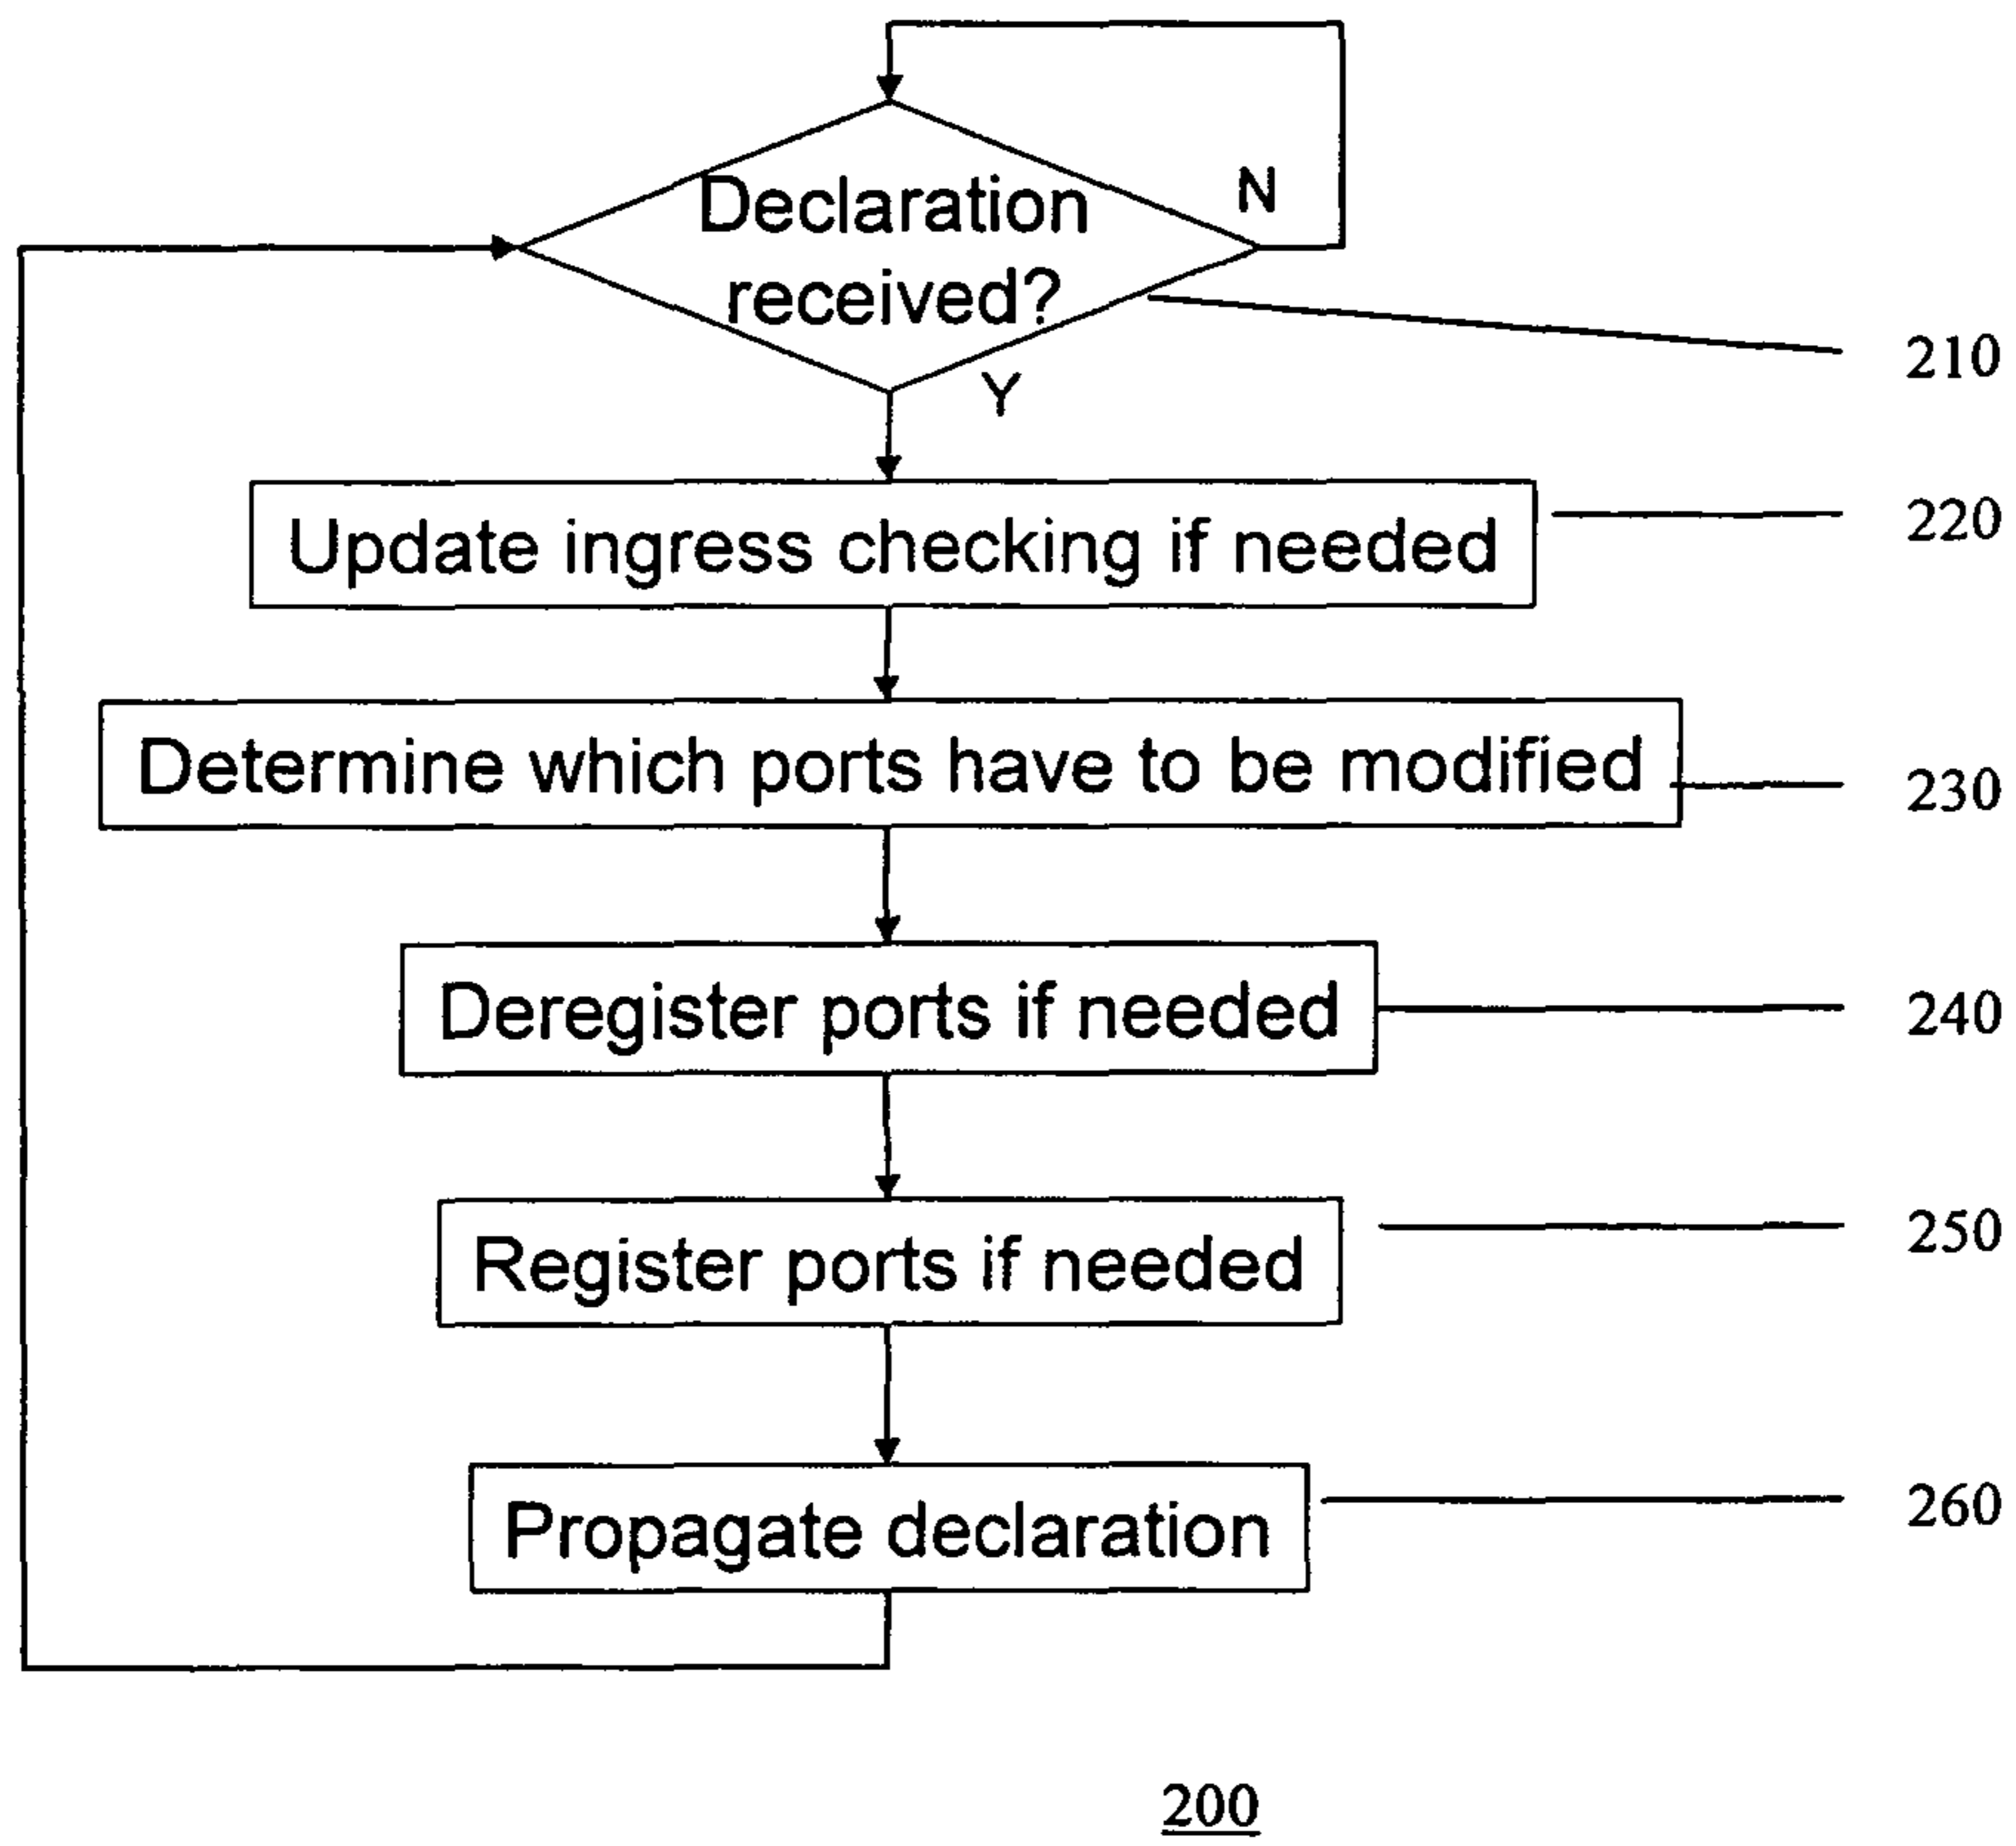 Declaration
received?
N
210
Y
Update ingress checking if needed
220
Determine which ports have to be modified
230
Deregister ports if needed
240
Register ports if needed
250
Propagate declaration
260
200